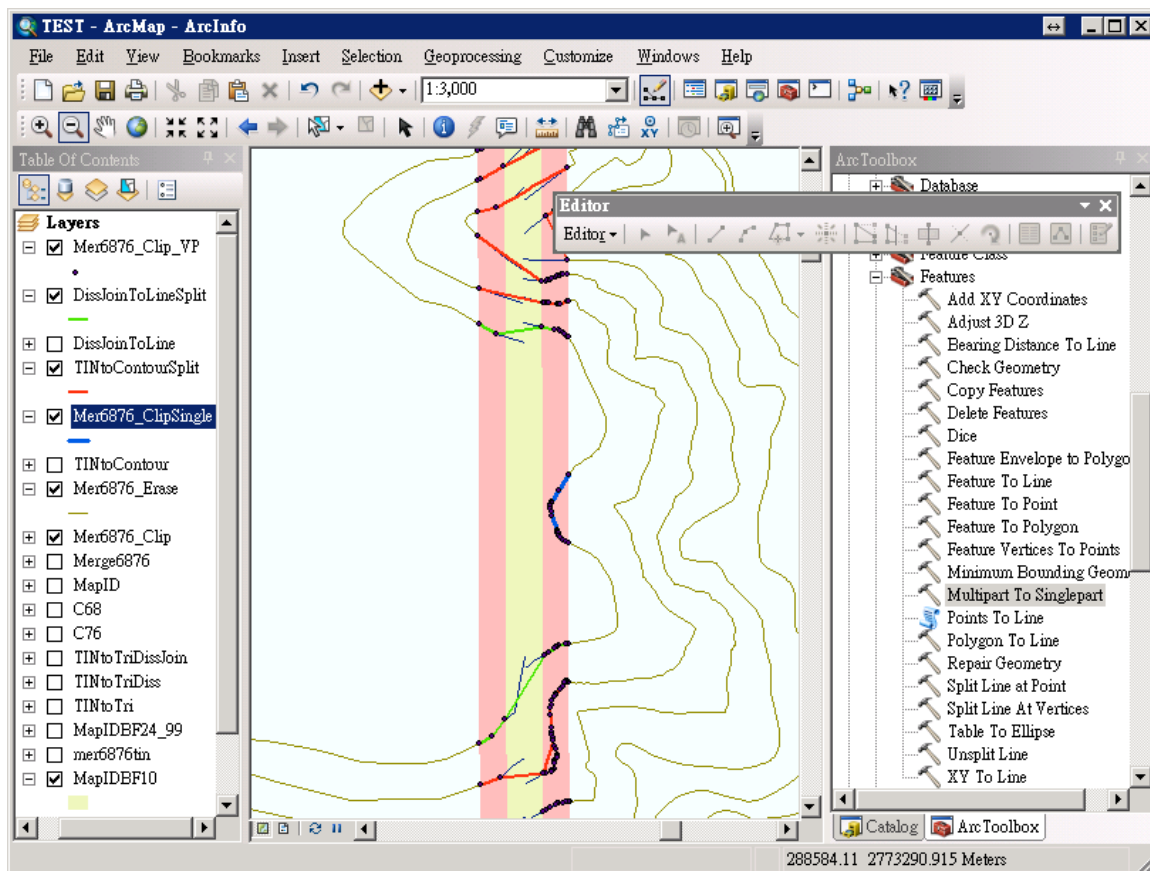 TEST - ArcMap - ArcInfo
File Edit View Bookmarks Insert Selection Geoprocessing Customize Windows Help
1:3,000
XY
Table Of Contents
Layers
Mer6876_Clip_VP
DissJoinToLineSplit
DissJoinToLine
TINtoContourSplit
Mer6876_ClipSingle
TINtoContour
Mer6876_Erase
Mer6876_Clip
Merge6876
MapID
C68
C76
TINtoTriDissJoin
TINtoTriDiss
TINtoTri
MapIDBF24_99
mer6876tin
MapIDBF10
Editor
Editor
ArcToolbox
Database
Feature Class
Features
Add XY Coordinates
Adjust 3D Z
Bearing Distance To Line
Check Geometry
Copy Features
Delete Features
Dice
Feature Envelope to Polygo
Feature To Line
Feature To Point
Feature To Polygon
Feature Vertices To Points
Minimum Bounding Geom
Multipart To Singlepart
Points To Line
Polygon To Line
Repair Geometry
Split Line at Point
Split Line At Vertices
Table To Ellipse
Unsplit Line
XY To Line
Catalog ArcToolbox
288584.11 2773290.915 Meters